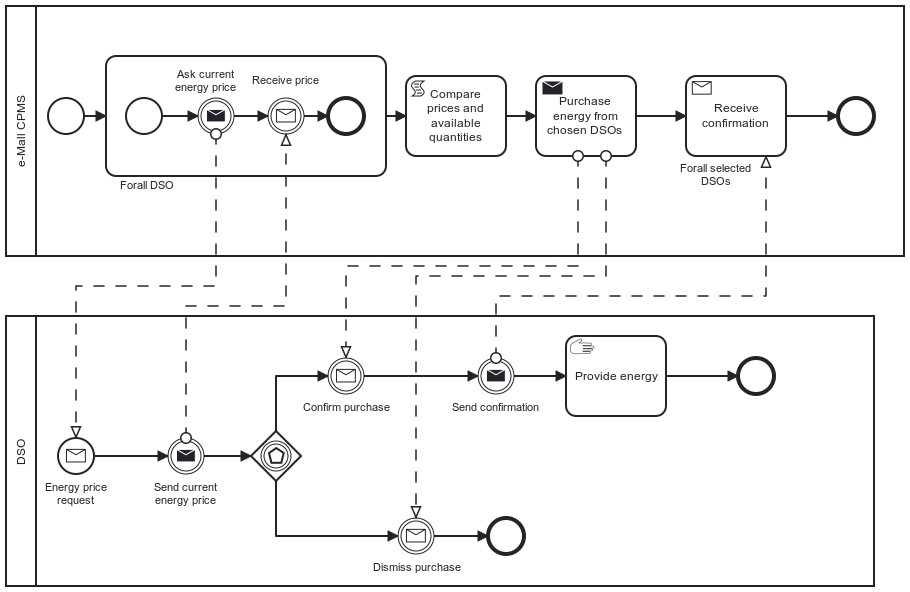 e-Mall CPMS
Ask current
energy price
Receive price
Forall DSO
Compare
prices and
available
quantities
Purchase
energy from
chosen DSOs
Receive
confirmation
Forall selected
DSOs
DSO
Energy price
request
Send current
energy price
Confirm purchase
Send confirmation
Provide energy
Dismiss purchase